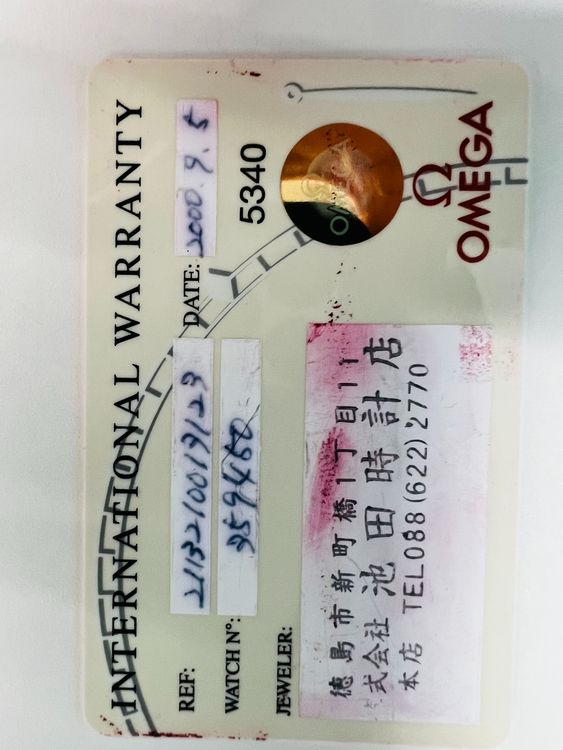 INTERNATIONAL WARRANTY
REF:
DATE: 2000. 9. 5
WATCH N°:
5340
JEWELER:
徳島市新町橋1丁目11
式会社 池田時計店
本店 TEL088(622)2770
Ω
OMEGA